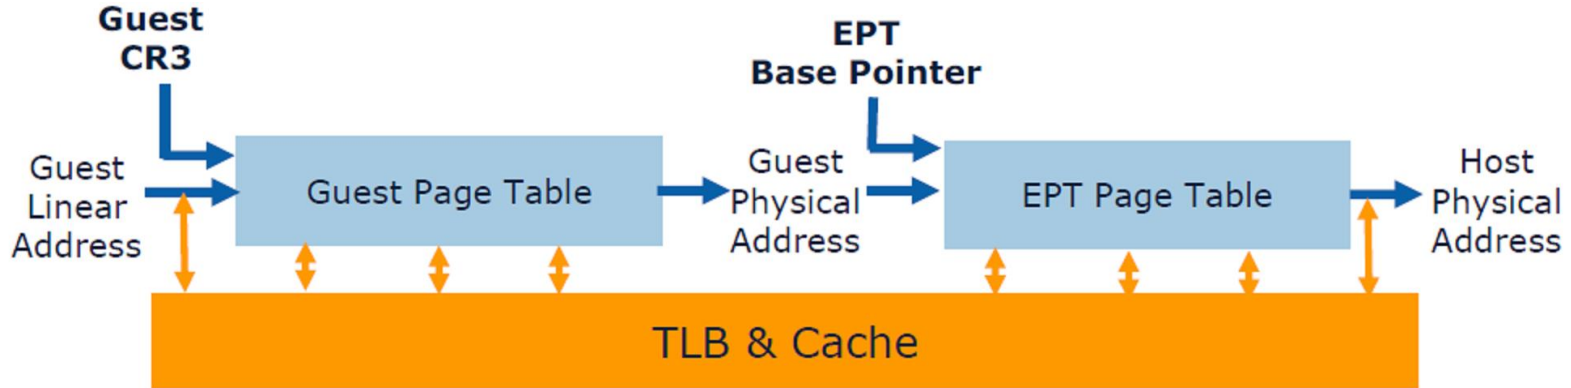 Guest
CR3
EPT
Base Pointer
Guest
Linear
Address
Guest Page Table
Guest
Physical
Address
EPT Page Table
Host
Physical
Address
TLB & Cache